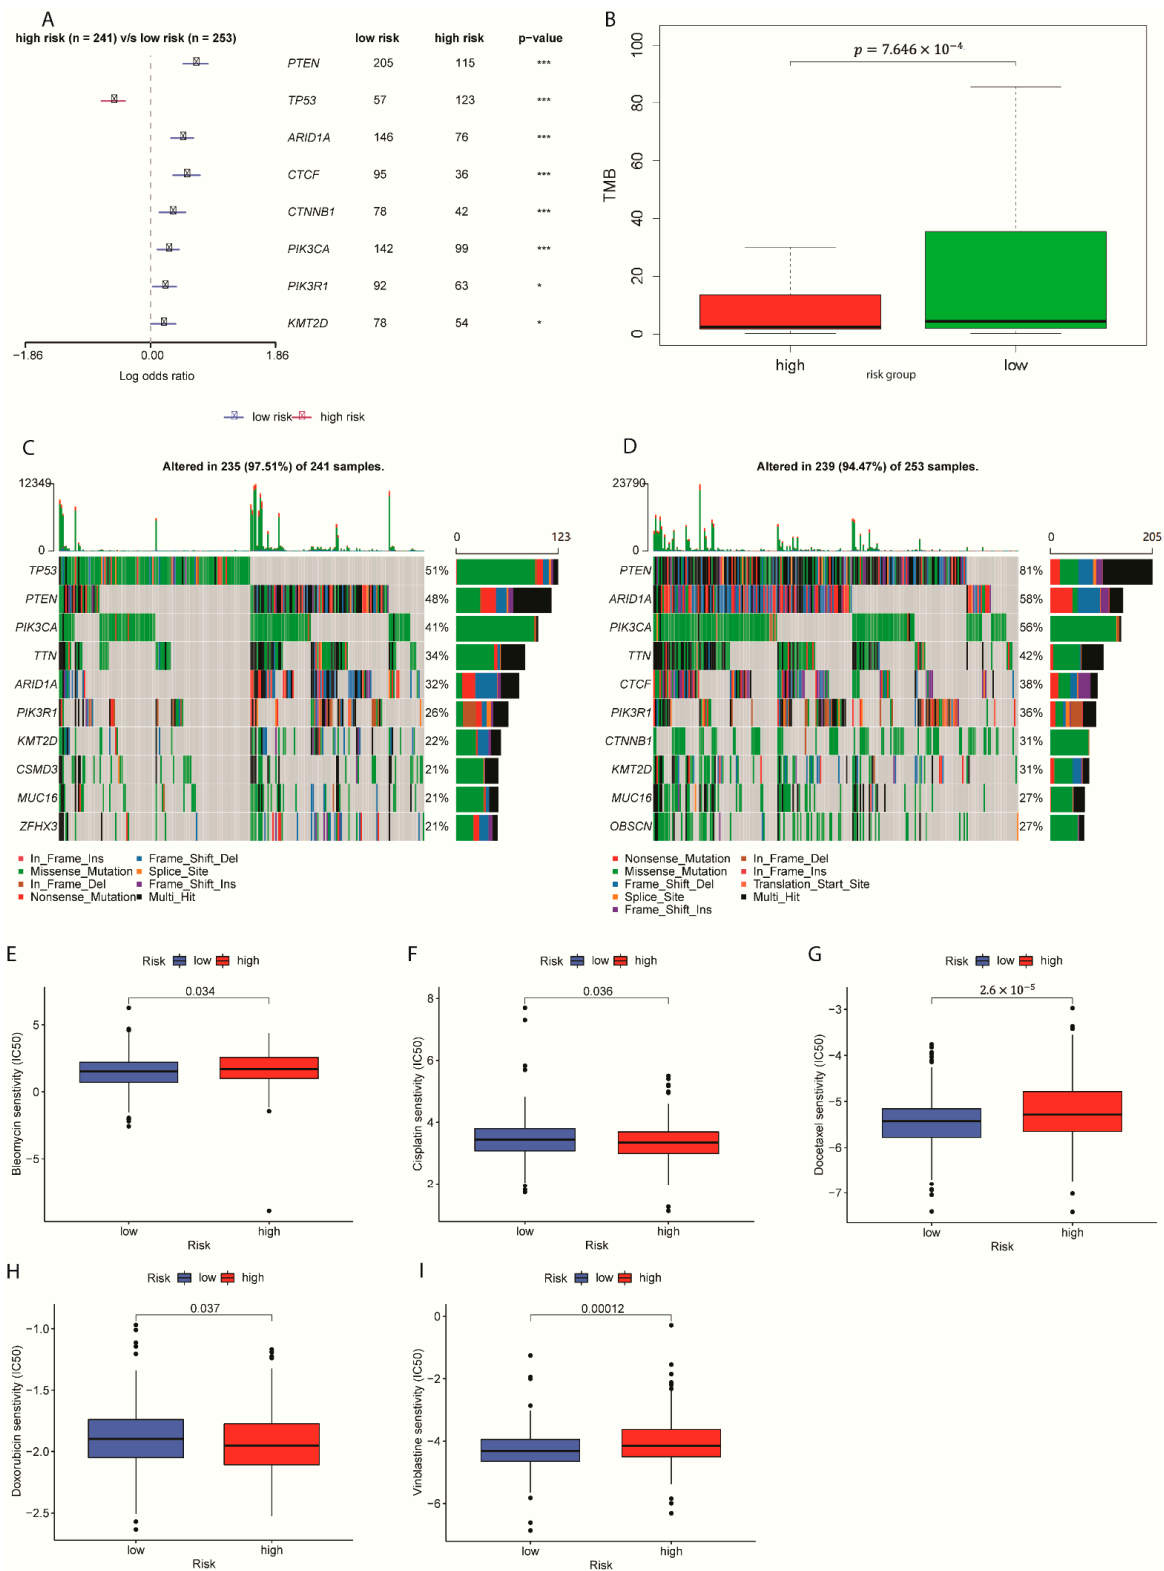 A
high risk (n = 241) v/s low risk (n = 253) low risk high risk p-value
PTEN 205 115 ***
TP53 57 123 ***
ARID1A 146 76 ***
CTCF 95 36 ***
CTNNB1 78 42 ***
PIK3CA 142 99 ***
PIK3R1 92 63 *
KMT2D 78 54 *
−1.86 0.00 1.86
Log odds ratio
low risk high risk
B
p = 7.646 × 10⁻⁴
TMB
100
80
60
40
20
0
high low
risk group
C
Altered in 235 (97.51%) of 241 samples.
12349
0
0 123
TP53 51%
PTEN 48%
PIK3CA 41%
TTN 34%
ARID1A 32%
PIK3R1 26%
KMT2D 22%
CSMD3 21%
MUC16 21%
ZFHX3 21%
In_Frame_Ins Frame_Shift_Del
Missense_Mutation Splice_Site
In_Frame_Del Frame_Shift_Ins
Nonsense_Mutation Multi_Hit
D
Altered in 239 (94.47%) of 253 samples.
23790
0
0 205
PTEN 81%
ARID1A 58%
PIK3CA 56%
TTN 42%
CTCF 38%
PIK3R1 36%
CTNNB1 31%
KMT2D 31%
MUC16 27%
OBSCN 27%
Nonsense_Mutation In_Frame_Del
Missense_Mutation In_Frame_Ins
Frame_Shift_Del Translation_Start_Site
Splice_Site Multi_Hit
Frame_Shift_Ins
E
Risk low high
0.034
Bleomycin senstivity (IC50)
5
0
−5
low high
Risk
F
Risk low high
0.036
Cisplatin senstivity (IC50)
8
6
4
2
low high
Risk
G
Risk low high
2.6 × 10⁻⁵
Docetaxel senstivity (IC50)
−3
−4
−5
−6
−7
low high
Risk
H
Risk low high
0.037
Doxorubicin senstivity (IC50)
−1.0
−1.5
−2.0
−2.5
low high
Risk
I
Risk low high
0.00012
Vinblastine senstivity (IC50)
0
−2
−4
−6
low high
Risk